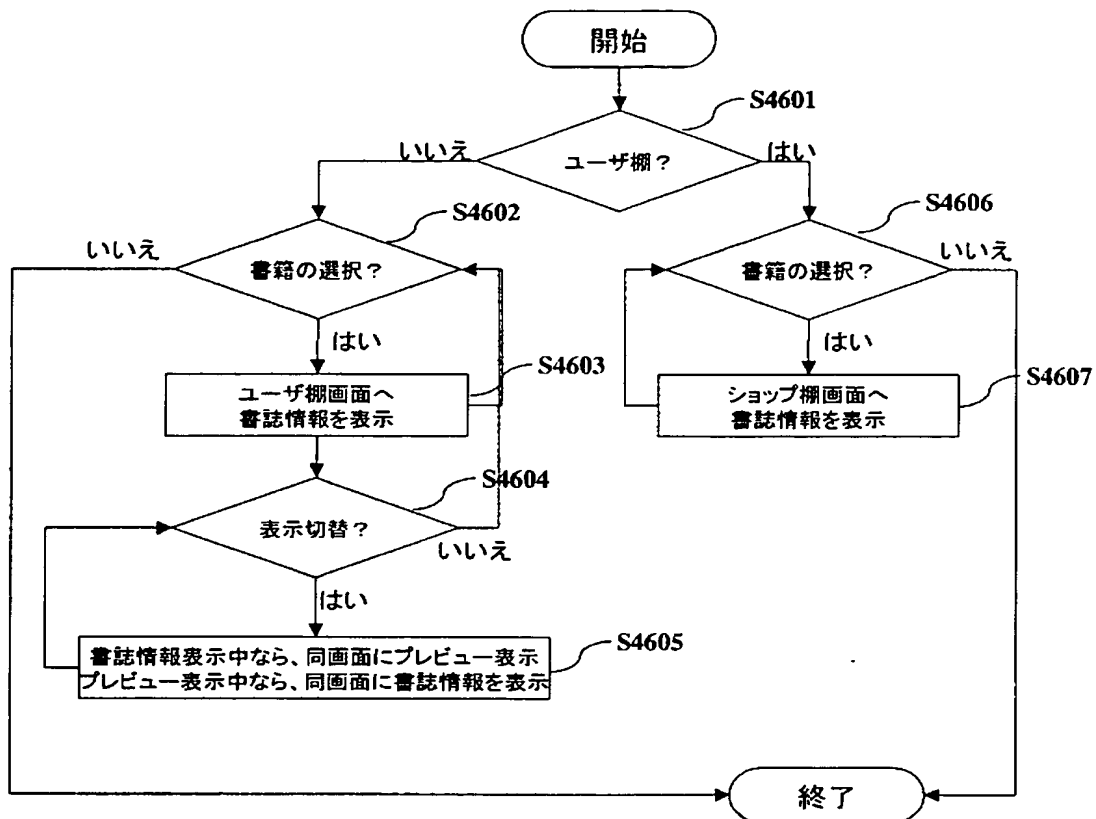 開始
S4601
いいえ
ユーザ棚?
はい
S4602
S4606
いいえ
書籍の選択?
書籍の選択?
いいえ
はい
はい
S4603
S4607
ユーザ棚画面へ
書誌情報を表示
ショップ棚画面へ
書誌情報を表示
S4604
表示切替?
いいえ
はい
S4605
書誌情報表示中なら、同画面にプレビュー表示
プレビュー表示中なら、同画面に書誌情報を表示
終了